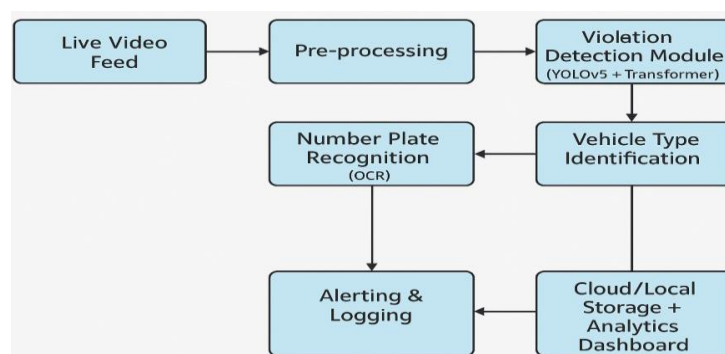 Live Video
Feed
Pre-processing
Violation
Detection Module
(YOLOv5 + Transformer)
Number Plate
Recognition
(OCR)
Vehicle Type
Identification
Alerting &
Logging
Cloud/Local
Storage +
Analytics
Dashboard